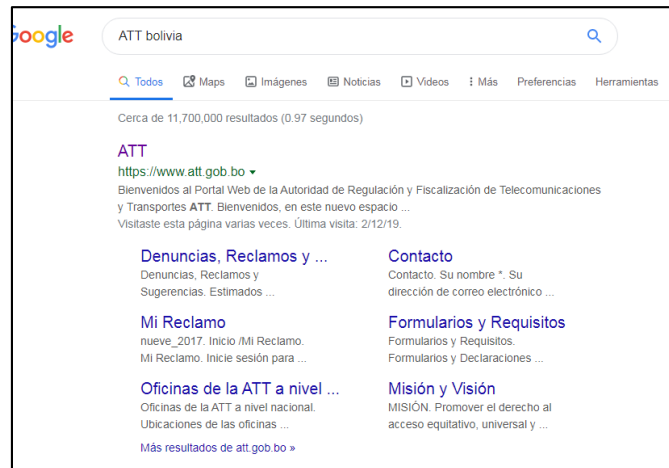 Google
ATT bolivia
Todos Maps Imágenes Noticias Videos Más Preferencias Herramientas
Cerca de 11,700,000 resultados (0.97 segundos)
ATT
https://www.att.gob.bo
Bienvenidos al Portal Web de la Autoridad de Regulación y Fiscalización de Telecomunicaciones
y Transportes ATT. Bienvenidos, en este nuevo espacio ...
Visitaste esta página varias veces. Última visita: 2/12/19.
Denuncias, Reclamos y ...
Denuncias, Reclamos y
Sugerencias. Estimados ...
Contacto
Contacto. Su nombre *. Su
dirección de correo electrónico ...
Mi Reclamo
nueve_2017. Inicio /Mi Reclamo.
Mi Reclamo. Inicie sesión para ...
Formularios y Requisitos
Formularios y Requisitos.
Formularios y Declaraciones ...
Oficinas de la ATT a nivel ...
Oficinas de la ATT a nivel nacional.
Ubicaciones de las oficinas ...
Misión y Visión
MISIÓN. Promover el derecho al
acceso equitativo, universal y ...
Más resultados de att.gob.bo »